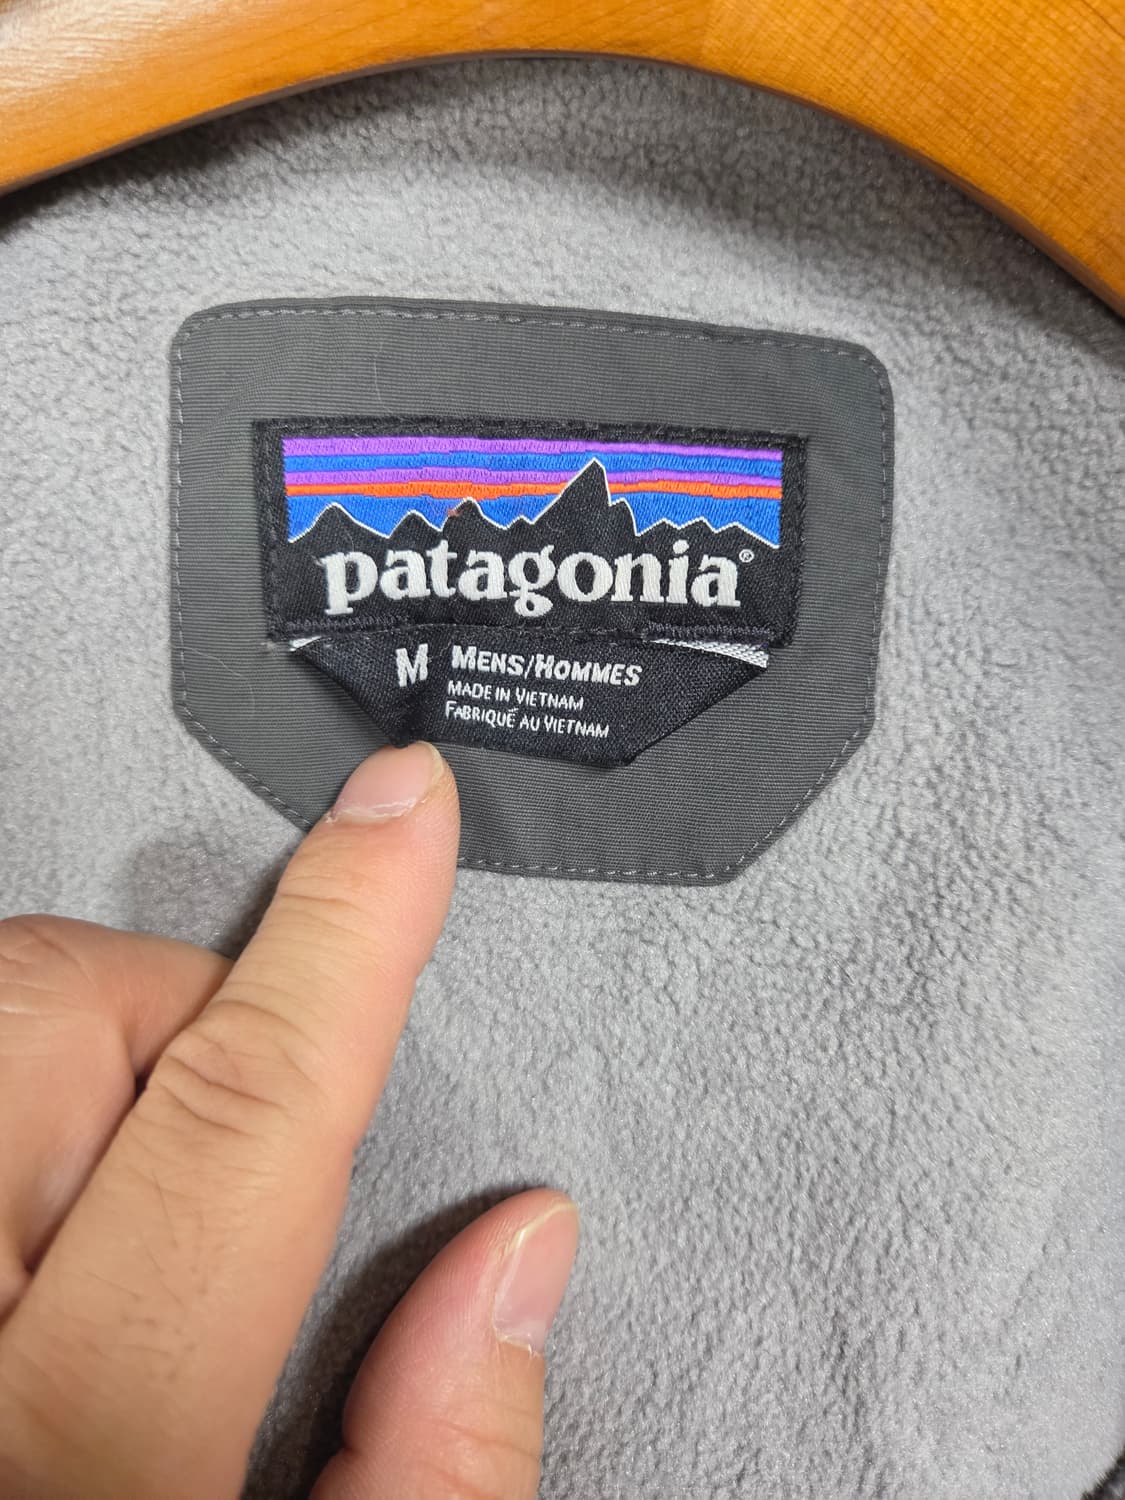 patagonia®
M MENS/HOMMES
MADE IN VIETNAM
FABRIQUÉ AU VIETNAM